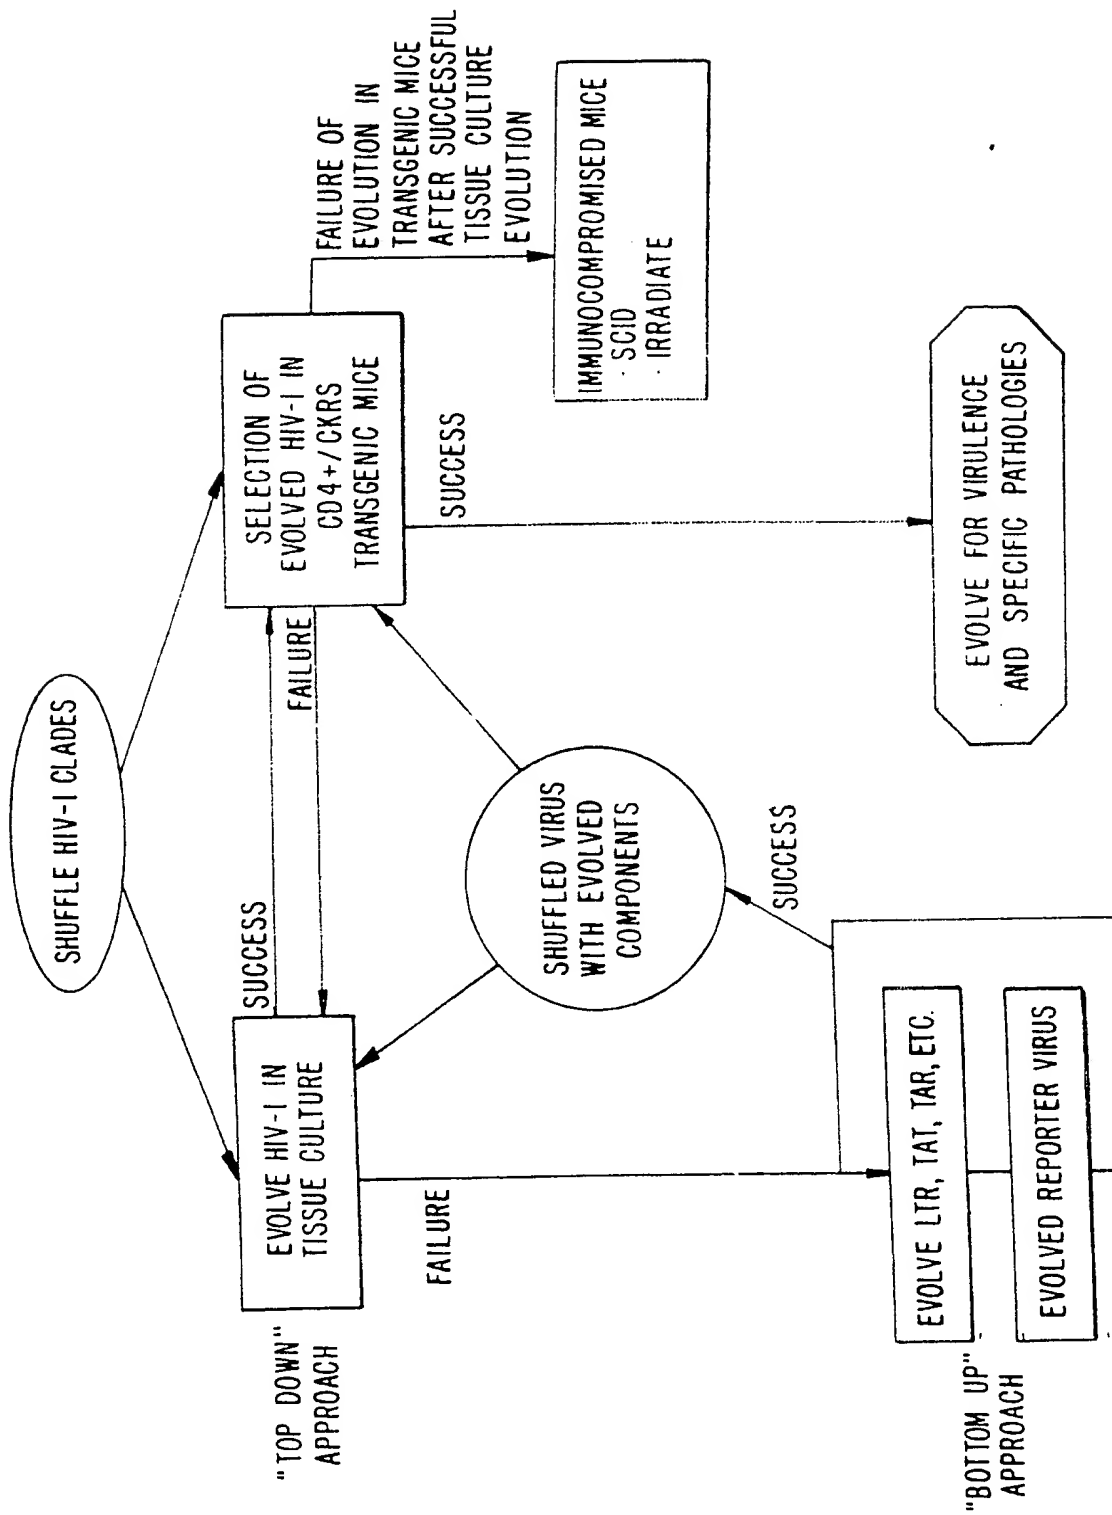 SHUFFLE HIV-1 CLADES
"TOP DOWN"
APPROACH
EVOLVE HIV-1 IN
TISSUE CULTURE
SUCCESS
FAILURE
SELECTION OF
EVOLVED HIV-1 IN
CD4+/CKRS
TRANSGENIC MICE
FAILURE OF
EVOLUTION IN
TRANSGENIC MICE
AFTER SUCCESSFUL
TISSUE CULTURE
EVOLUTION
FAILURE
SHUFFLED VIRUS
WITH EVOLVED
COMPONENTS
SUCCESS
IMMUNOCOMPROMISED MICE
· SCID
· IRRADIATE
SUCCESS
"BOTTOM UP"
APPROACH
EVOLVE LTR, TAT, TAR, ETC.
EVOLVED REPORTER VIRUS
EVOLVE FOR VIRULENCE
AND SPECIFIC PATHOLOGIES